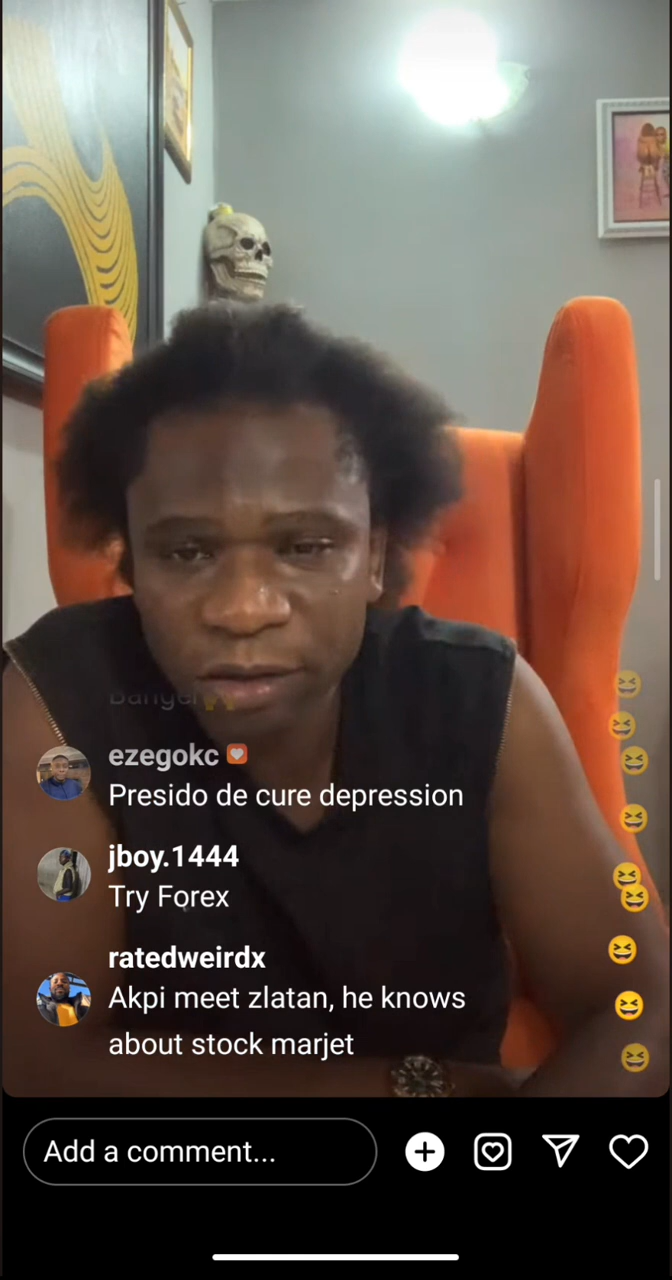 Banger
ezegokc
Presido de cure depression
jboy.1444
Try Forex
ratedweirdx
Akpi meet zlatan, he knows
about stock marjet
Add a comment...